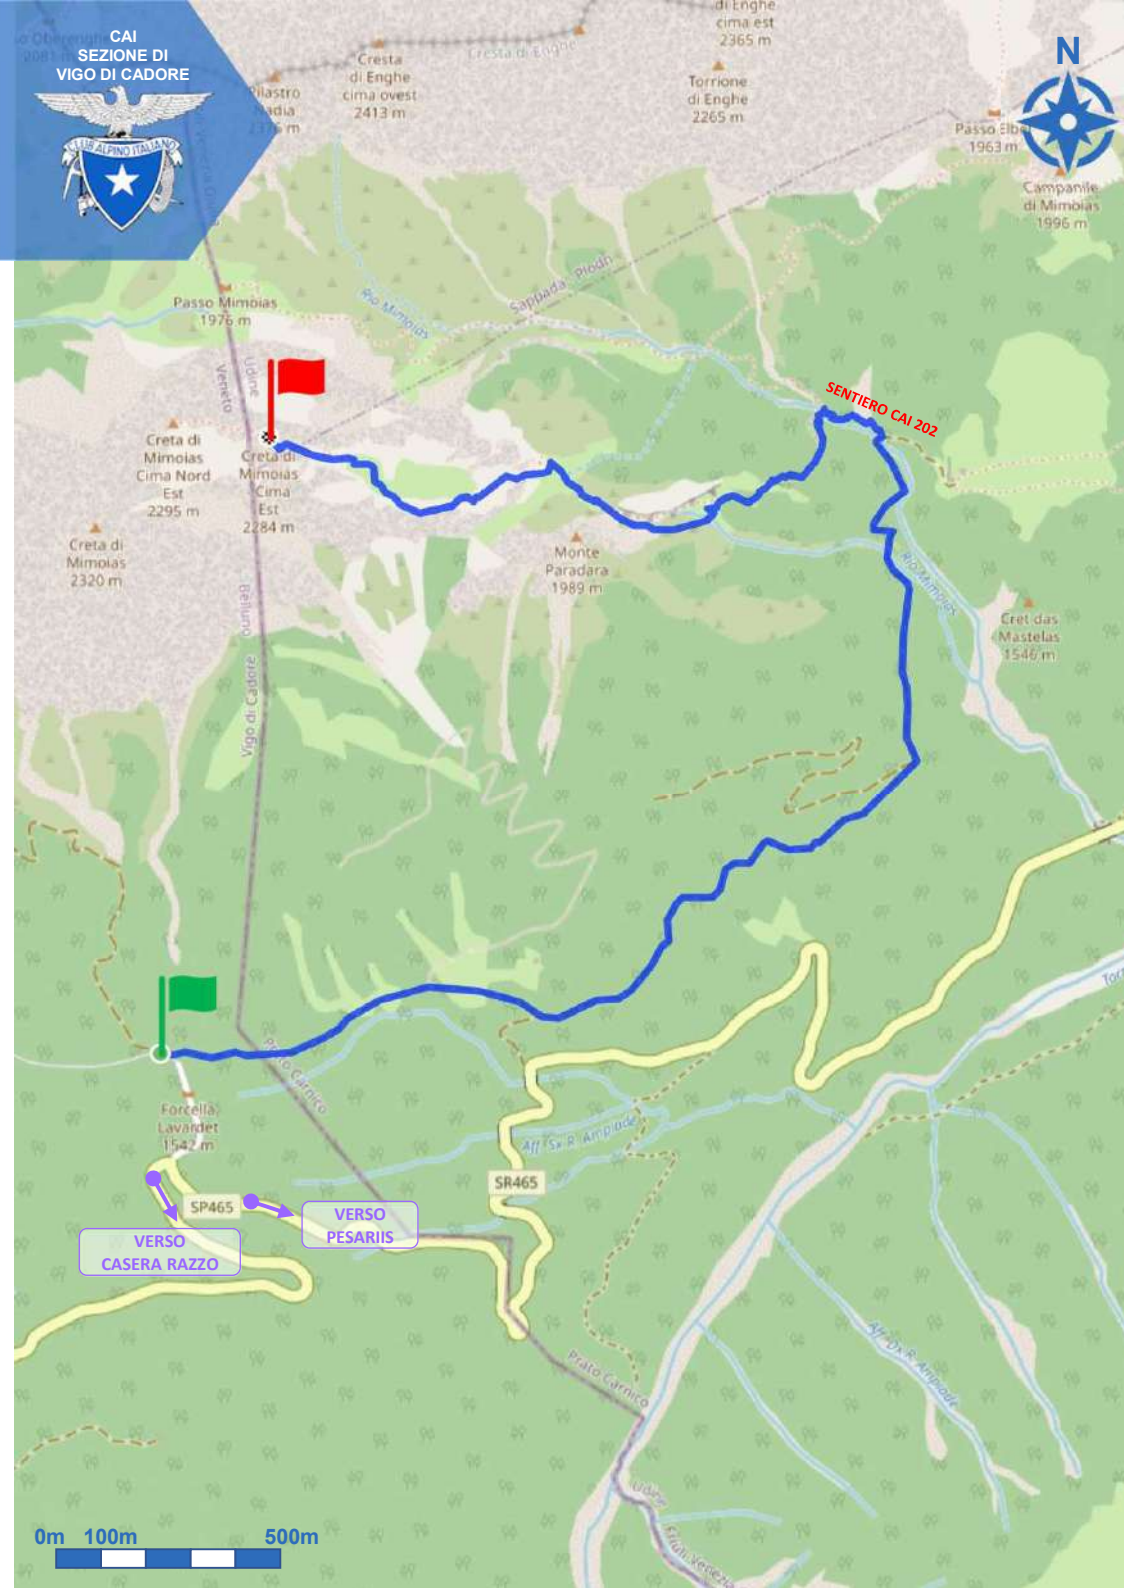 CAI
SEZIONE DI
VIGO DI CADORE
CLUB ALPINO ITALIANO
di Enghe
cima est
2365 m
Cresta di Enghe
Cresta
di Enghe
cima ovest
2413 m
Torrione
di Enghe
2265 m
N
Passo Elbe
1963 m
Campanile
di Mimoias
1996 m
Passo Mimoias
1976 m
Rio Mimoias
Sappada - Plodn
Udine
Veneto
SENTIERO CAI 202
Creta di
Mimoias
Cima Nord
Est
2295 m
Creta di
Mimoias
Cima
Est
2284 m
Creta di
Mimoias
2320 m
Monte
Paradara
1989 m
Rio Mimoias
Cret das
Mastelas
1546 m
Belluno
Vigo di Cadore
Prato Carnico
Forcella
Lavardet
1542 m
Aff. Sx R. Ampiade
SR465
SP465
VERSO
PESARIIS
VERSO
CASERA RAZZO
Aff. Dx R. Ampiade
Prato Carnico
Udine
Friuli Venezia
0m 100m 500m